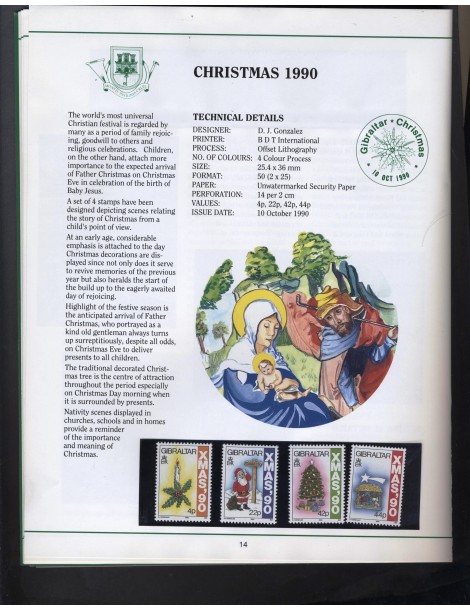 CHRISTMAS 1990
The world's most universal
Christian festival is regarded by
many as a period of family rejoic-
ing, goodwill to others and
religious celebrations. Children,
on the other hand, attach more
importance to the expected arrival
of Father Christmas on Christmas
Eve in celebration of the birth of
Baby Jesus.
A set of 4 stamps have been
designed depicting scenes relating
the story of Christmas from a
child's point of view.
At an early age, considerable
emphasis is attached to the day
Christmas decorations are dis-
played since not only does it serve
to revive memories of the previous
year but also heralds the start of
the build up to the eagerly awaited
day of rejoicing.
Highlight of the festive season is
the anticipated arrival of Father
Christmas, who portrayed as a
kind old gentleman always turns
up surreptitiously, despite all odds,
on Christmas Eve to deliver
presents to all children.
The traditional decorated Christ-
mas tree is the centre of attraction
throughout the period especially
on Christmas Day morning when
it is surrounded by presents.
Nativity scenes displayed in
churches, schools and in homes
provide a reminder
of the importance
and meaning of
Christmas.
TECHNICAL DETAILS
DESIGNER: D. J. Gonzalez
PRINTER: B D T International
PROCESS: Offset Lithography
NO. OF COLOURS: 4 Colour Process
SIZE: 25.4 x 36 mm
FORMAT: 50 (2 x 25)
PAPER: Unwatermarked Security Paper
PERFORATION: 14 per 2 cm
VALUES: 4p, 22p, 42p, 44p
ISSUE DATE: 10 October 1990
Gibraltar • Christmas
10 OCT 1990
GIBRALTAR
XMAS '90
4p
GIBRALTAR
XMAS '90
22p
GIBRALTAR
XMAS '90
42p
GIBRALTAR
XMAS '90
44p
14